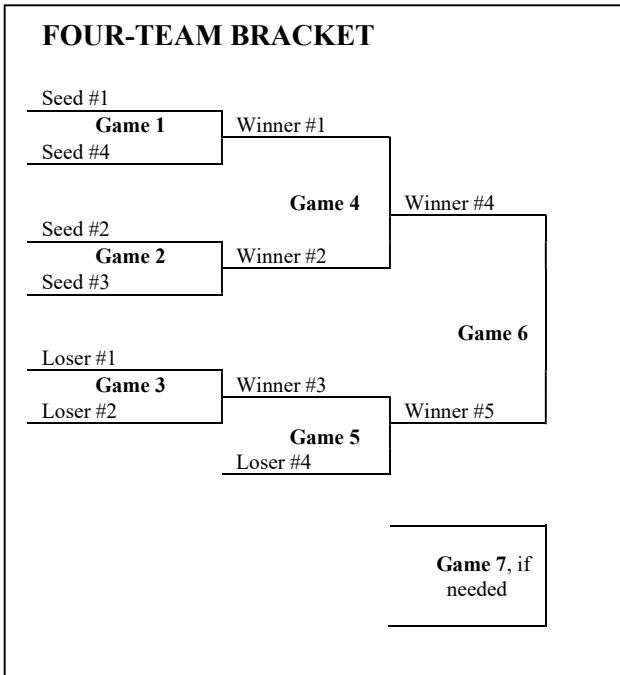 FOUR-TEAM BRACKET
Seed #1
Game 1
Winner #1
Seed #4
Game 4
Winner #4
Seed #2
Game 2
Winner #2
Seed #3
Game 6
Loser #1
Game 3
Winner #3
Loser #2
Winner #5
Game 5
Loser #4
Game 7, if
needed